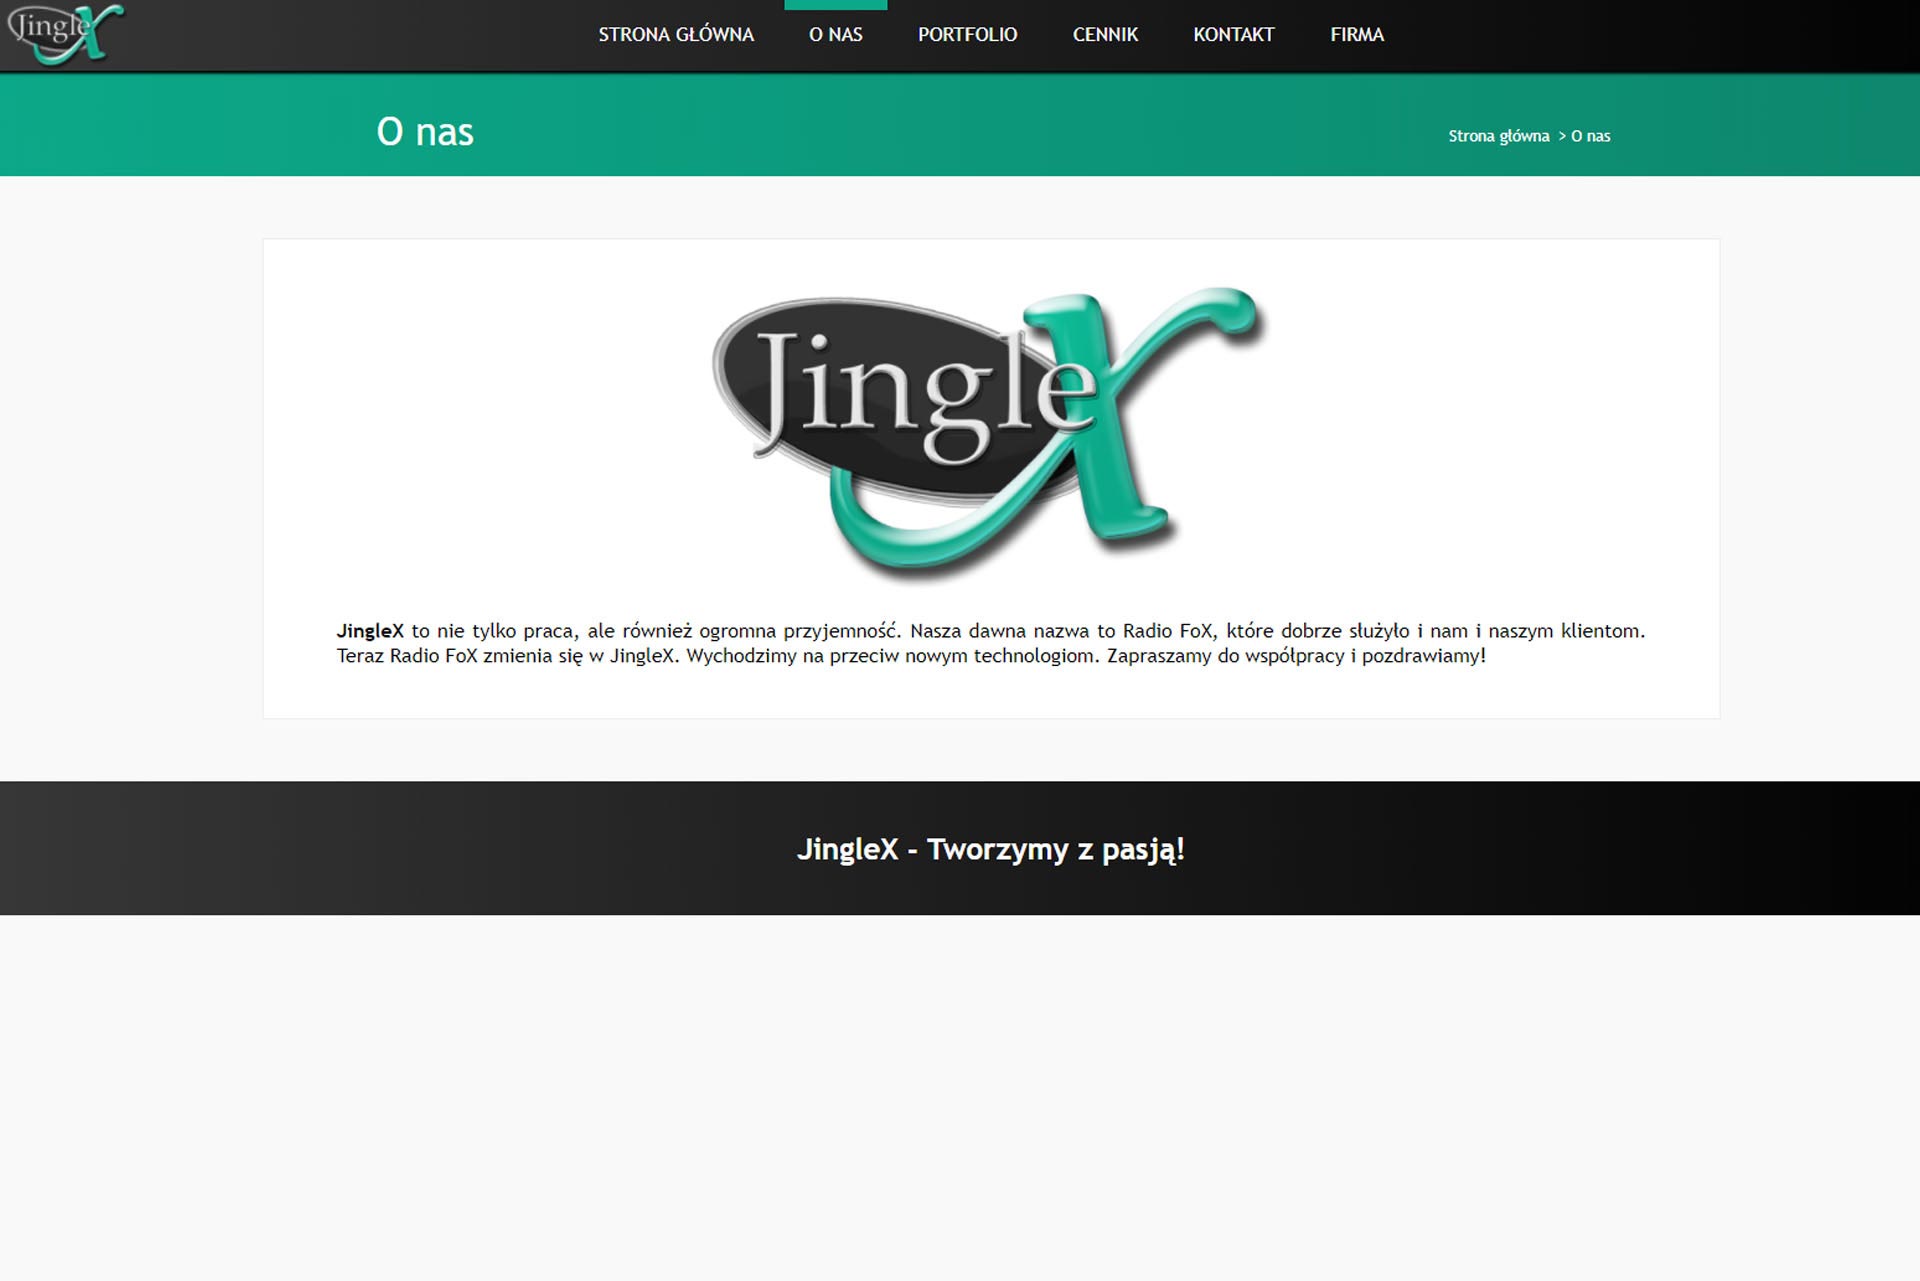 JingleX
STRONA GŁÓWNA O NAS PORTFOLIO CENNIK KONTAKT FIRMA
O nas
Strona główna > O nas
JingleX
JingleX to nie tylko praca, ale również ogromna przyjemność. Nasza dawna nazwa to Radio FoX, które dobrze służyło i nam i naszym klientom.
Teraz Radio FoX zmienia się w JingleX. Wychodzimy na przeciw nowym technologiom. Zapraszamy do współpracy i pozdrawiamy!
JingleX - Tworzymy z pasją!